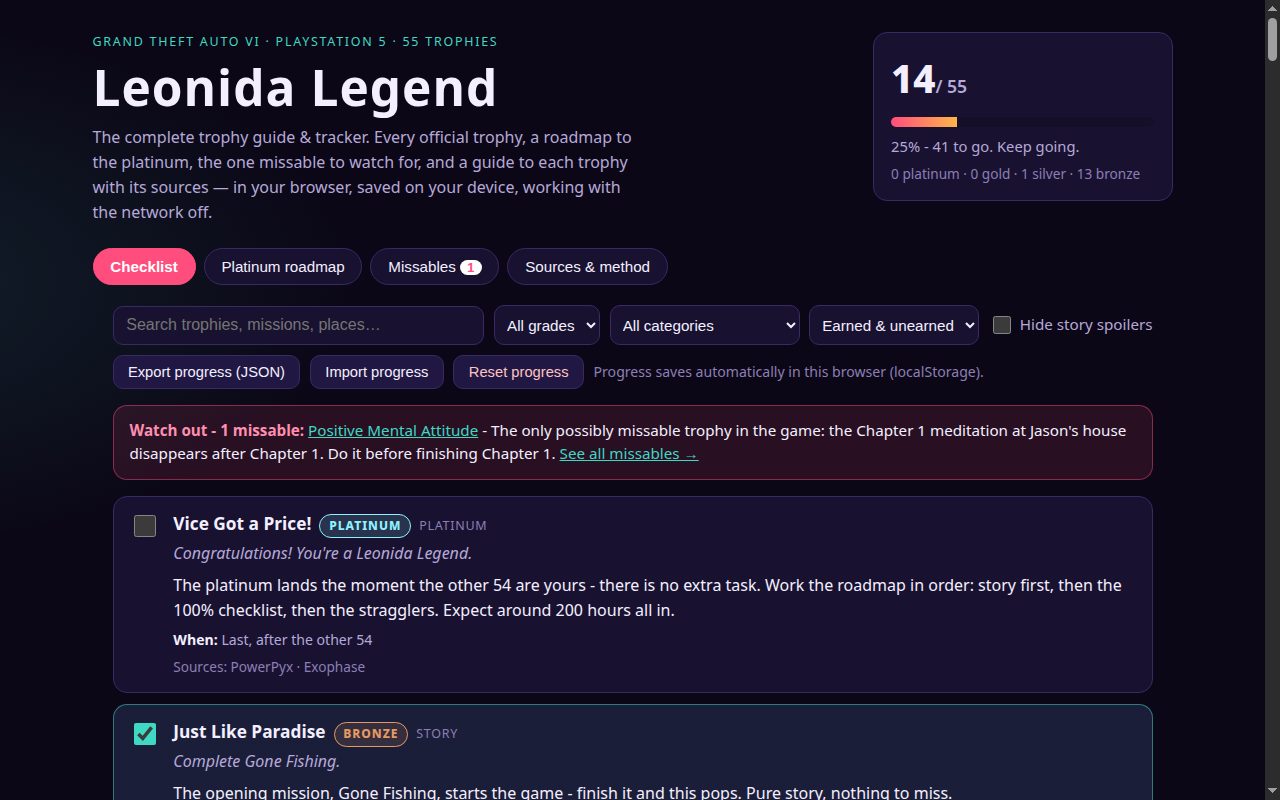 GRAND THEFT AUTO VI · PLAYSTATION 5 · 55 TROPHIES
Leonida Legend
The complete trophy guide & tracker. Every official trophy, a roadmap to
the platinum, the one missable to watch for, and a guide to each trophy
with its sources — in your browser, saved on your device, working with
the network off.
14/ 55
25% - 41 to go. Keep going.
0 platinum · 0 gold · 1 silver · 13 bronze
Checklist
Platinum roadmap
Missables 1
Sources & method
Search trophies, missions, places…
All grades
All categories
Earned & unearned
Hide story spoilers
Export progress (JSON)
Import progress
Reset progress
Progress saves automatically in this browser (localStorage).
Watch out - 1 missable: Positive Mental Attitude - The only possibly missable trophy in the game: the Chapter 1 meditation at Jason's house
disappears after Chapter 1. Do it before finishing Chapter 1. See all missables →
Vice Got a Price! PLATINUM PLATINUM
Congratulations! You're a Leonida Legend.
The platinum lands the moment the other 54 are yours - there is no extra task. Work the roadmap in order: story first, then the
100% checklist, then the stragglers. Expect around 200 hours all in.
When: Last, after the other 54
Sources: PowerPyx · Exophase
Just Like Paradise BRONZE STORY
Complete Gone Fishing.
The opening mission, Gone Fishing, starts the game - finish it and this pops. Pure story, nothing to miss.